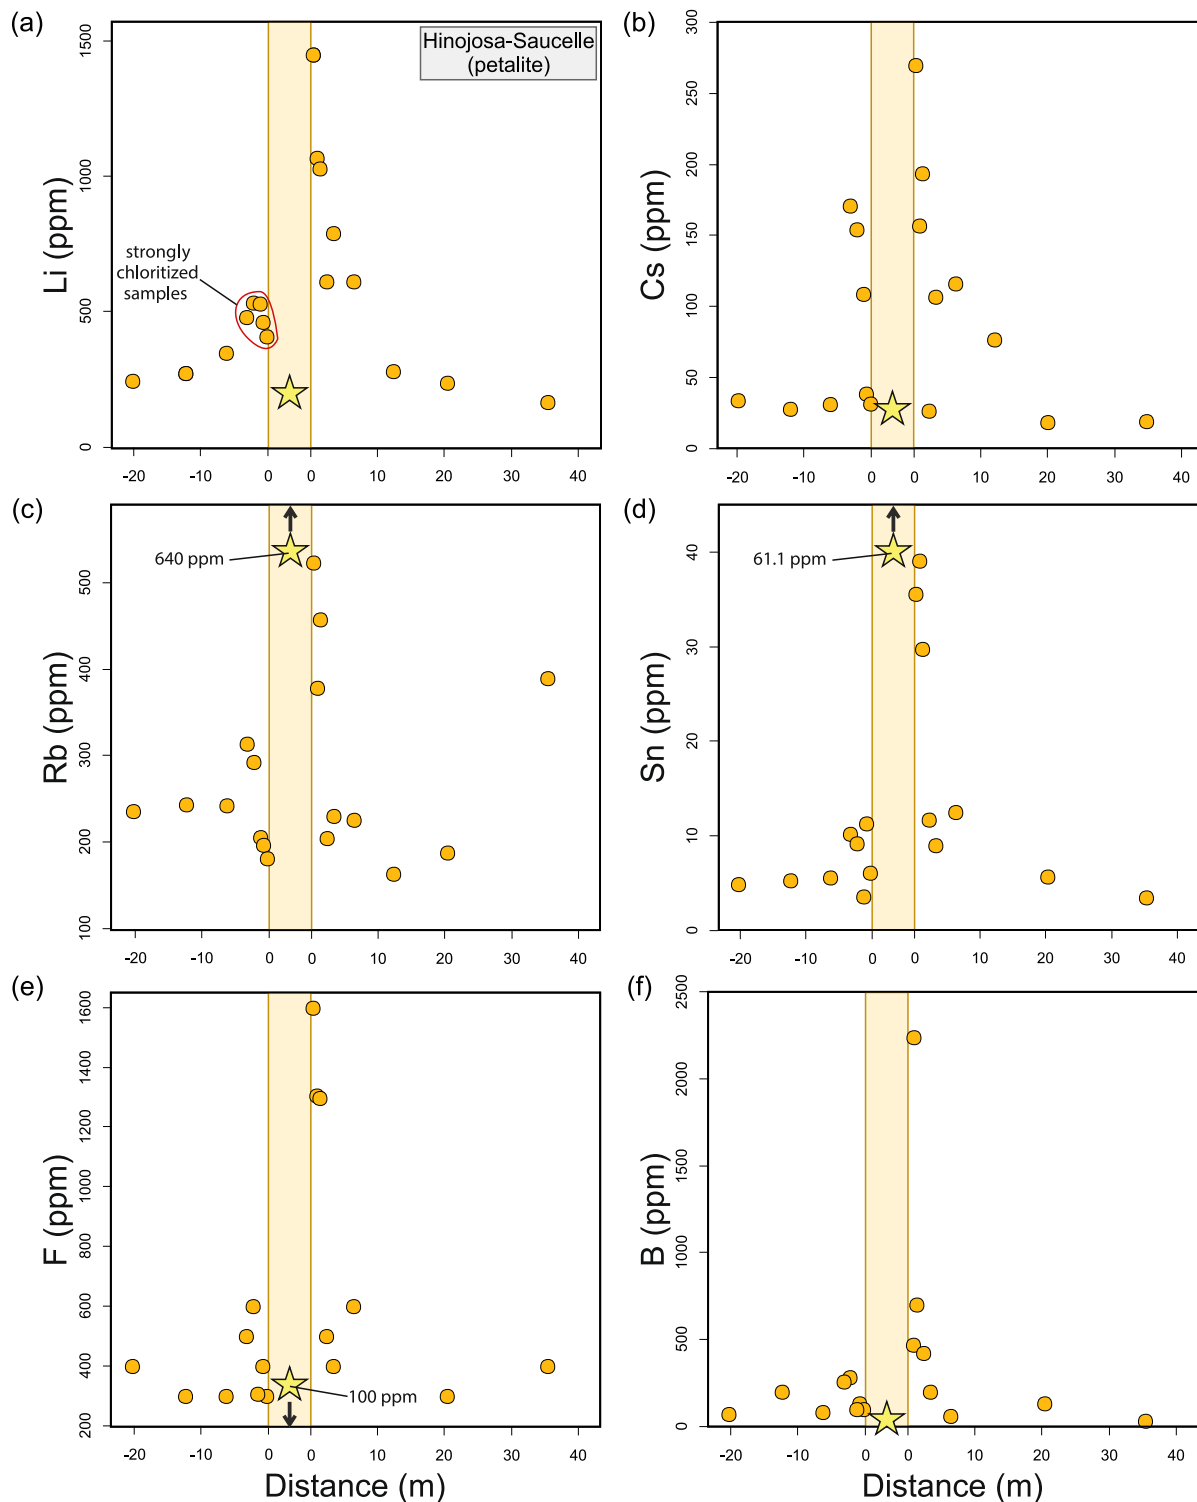 (a)
Hinojosa-Saucelle
(petalite)
Li (ppm)
1500
1000
500
0
strongly
chloritized
samples
-20 -10 0 0 10 20 30 40
(b)
Cs (ppm)
300
250
200
150
100
50
0
-20 -10 0 0 10 20 30 40
(c)
Rb (ppm)
500
400
300
200
100
640 ppm
-20 -10 0 0 10 20 30 40
(d)
Sn (ppm)
40
30
20
10
0
61.1 ppm
-20 -10 0 0 10 20 30 40
(e)
F (ppm)
1600
1400
1200
1000
800
600
400
200
100 ppm
-20 -10 0 0 10 20 30 40
Distance (m)
(f)
B (ppm)
2500
2000
1500
1000
500
0
-20 -10 0 0 10 20 30 40
Distance (m)